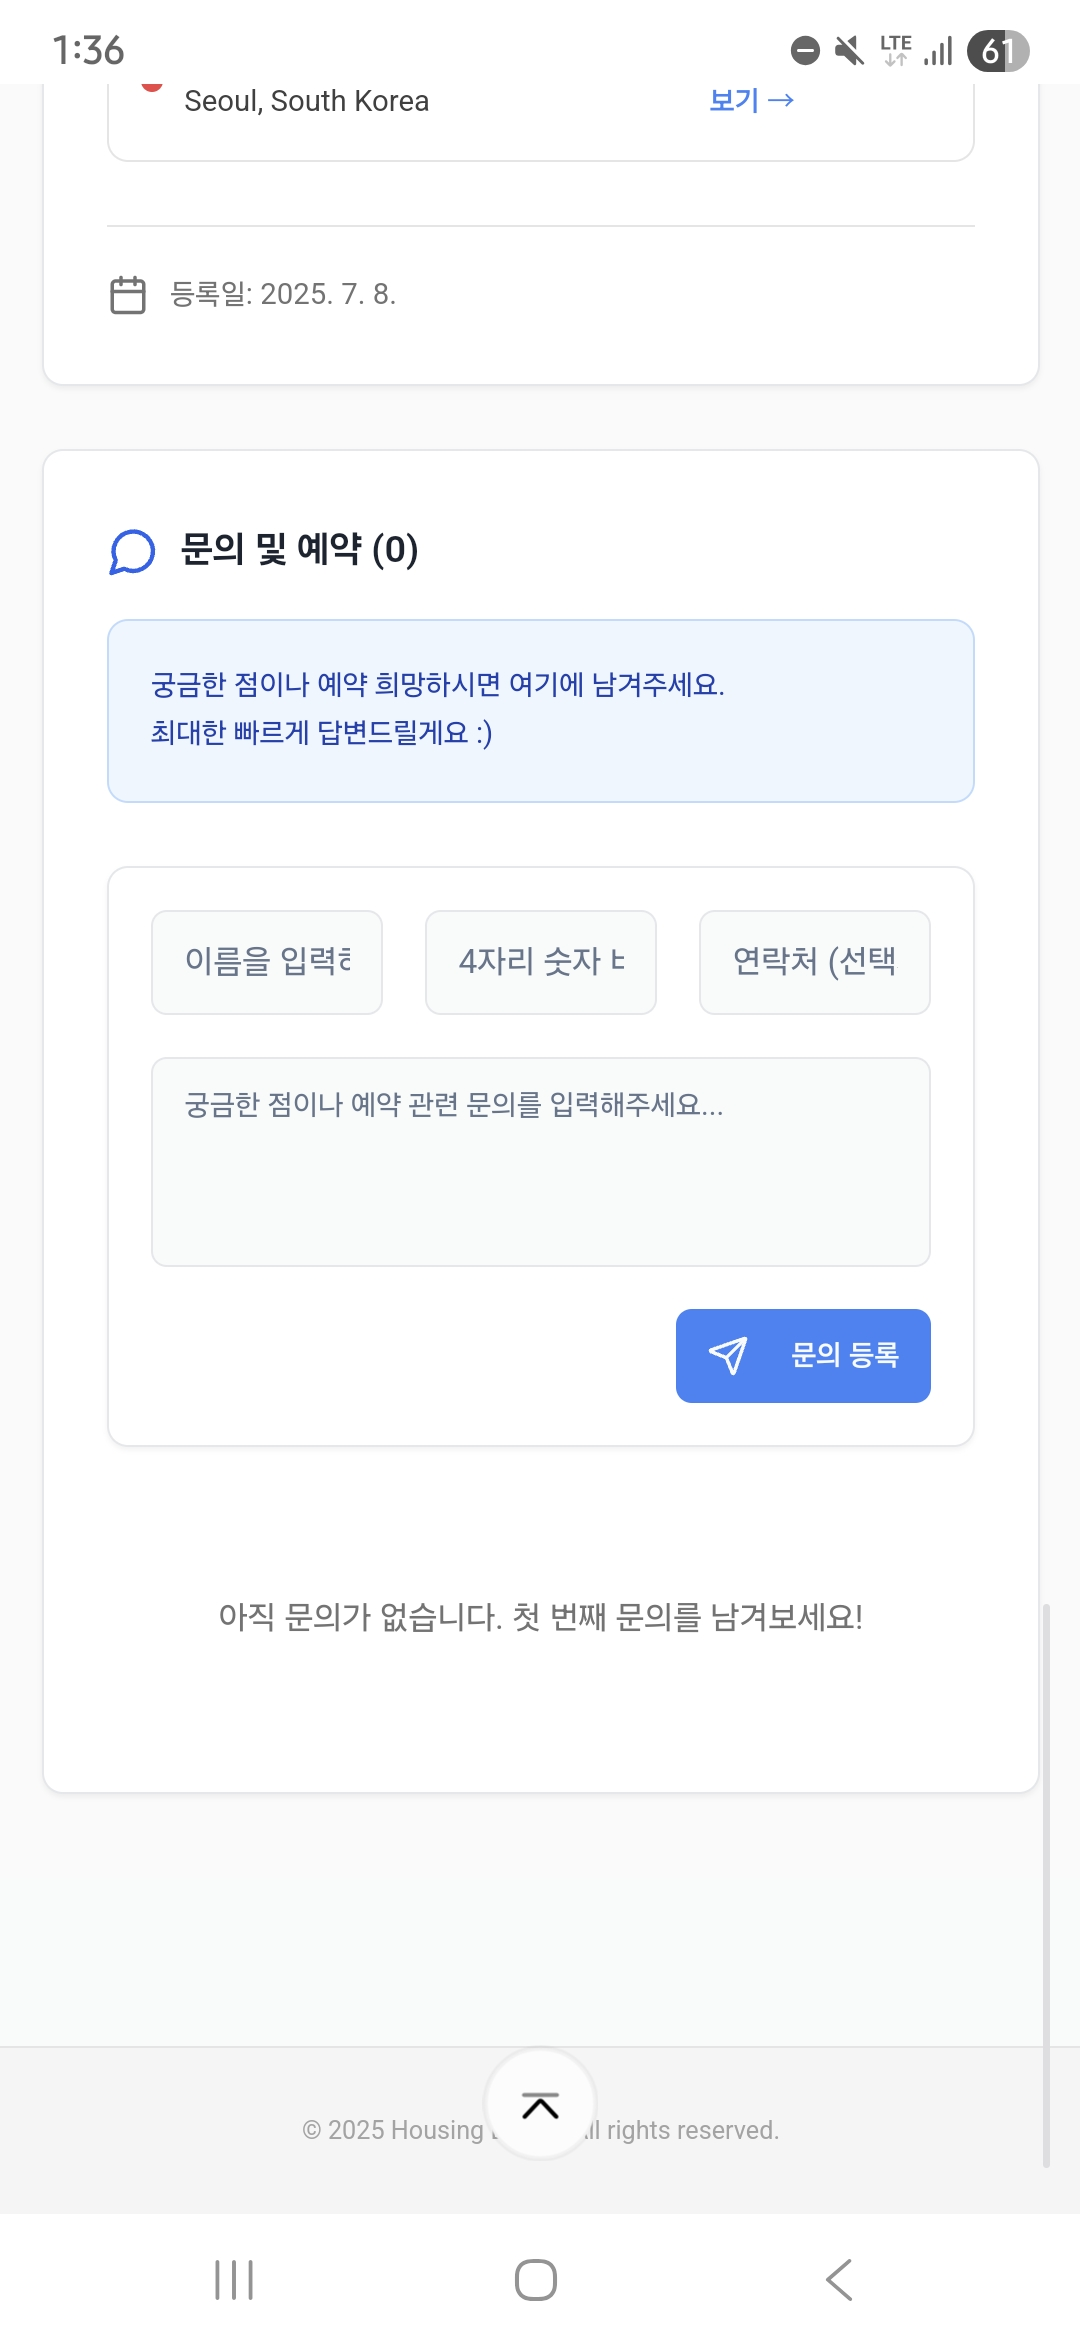 1:36
LTE
61
Seoul, South Korea
보기 →
등록일: 2025. 7. 8.
문의 및 예약 (0)
궁금한 점이나 예약 희망하시면 여기에 남겨주세요.
최대한 빠르게 답변드릴게요 :)
이름을 입력
4자리 숫자
연락처 (선택
궁금한 점이나 예약 관련 문의를 입력해주세요...
문의 등록
아직 문의가 없습니다. 첫 번째 문의를 남겨보세요!
© 2025 Housing All rights reserved.